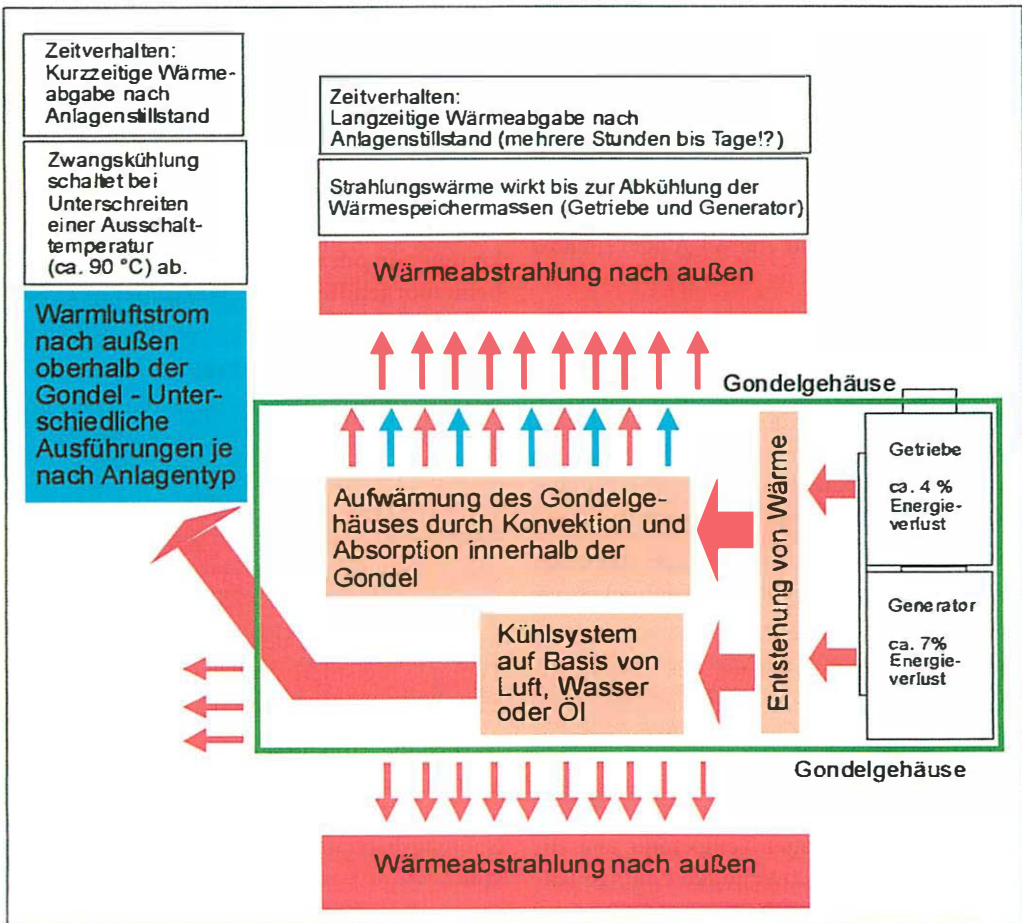 Zeitverhalten:
Kurzzeitige Wärme-
abgabe nach
Anlagenstillstand
Zwangskühlung
schaltet bei
Unterschreiten
einer Ausschalt-
temperatur
(ca. 90 °C) ab.
Warmluftstrom
nach außen
oberhalb der
Gondel - Unter-
schiedliche
Ausführungen je
nach Anlagentyp
Zeitverhalten:
Langzeitige Wärmeabgabe nach
Anlagenstillstand (mehrere Stunden bis Tage!?)
Strahlungswärme wirkt bis zur Abkühlung der
Wärmespeichermassen (Getriebe und Generator)
Wärmeabstrahlung nach außen
Gondelgehäuse
Aufwärmung des Gondelge-
häuses durch Konvektion und
Absorption innerhalb der
Gondel
Kühlsystem
auf Basis von
Luft, Wasser
oder Öl
Entstehung von Wärme
Getriebe
ca. 4 %
Energie-
verlust
Generator
ca. 7%
Energie-
verlust
Gondelgehäuse
Wärmeabstrahlung nach außen